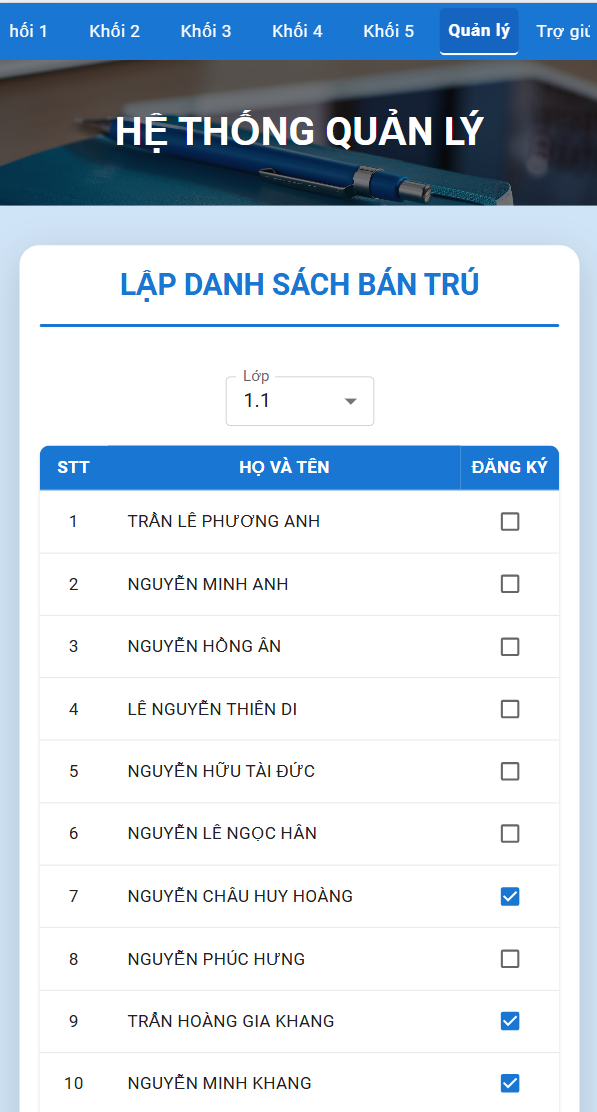 hối 1 Khối 2 Khối 3 Khối 4 Khối 5 Quản lý Trợ giú
HỆ THỐNG QUẢN LÝ
LẬP DANH SÁCH BÁN TRÚ
Lớp
1.1
STT HỌ VÀ TÊN ĐĂNG KÝ
1 TRẦN LÊ PHƯƠNG ANH
2 NGUYỄN MINH ANH
3 NGUYỄN HỒNG ÂN
4 LÊ NGUYỄN THIÊN DI
5 NGUYỄN HỮU TÀI ĐỨC
6 NGUYỄN LÊ NGỌC HÂN
7 NGUYỄN CHÂU HUY HOÀNG
8 NGUYỄN PHÚC HƯNG
9 TRẦN HOÀNG GIA KHANG
10 NGUYỄN MINH KHANG